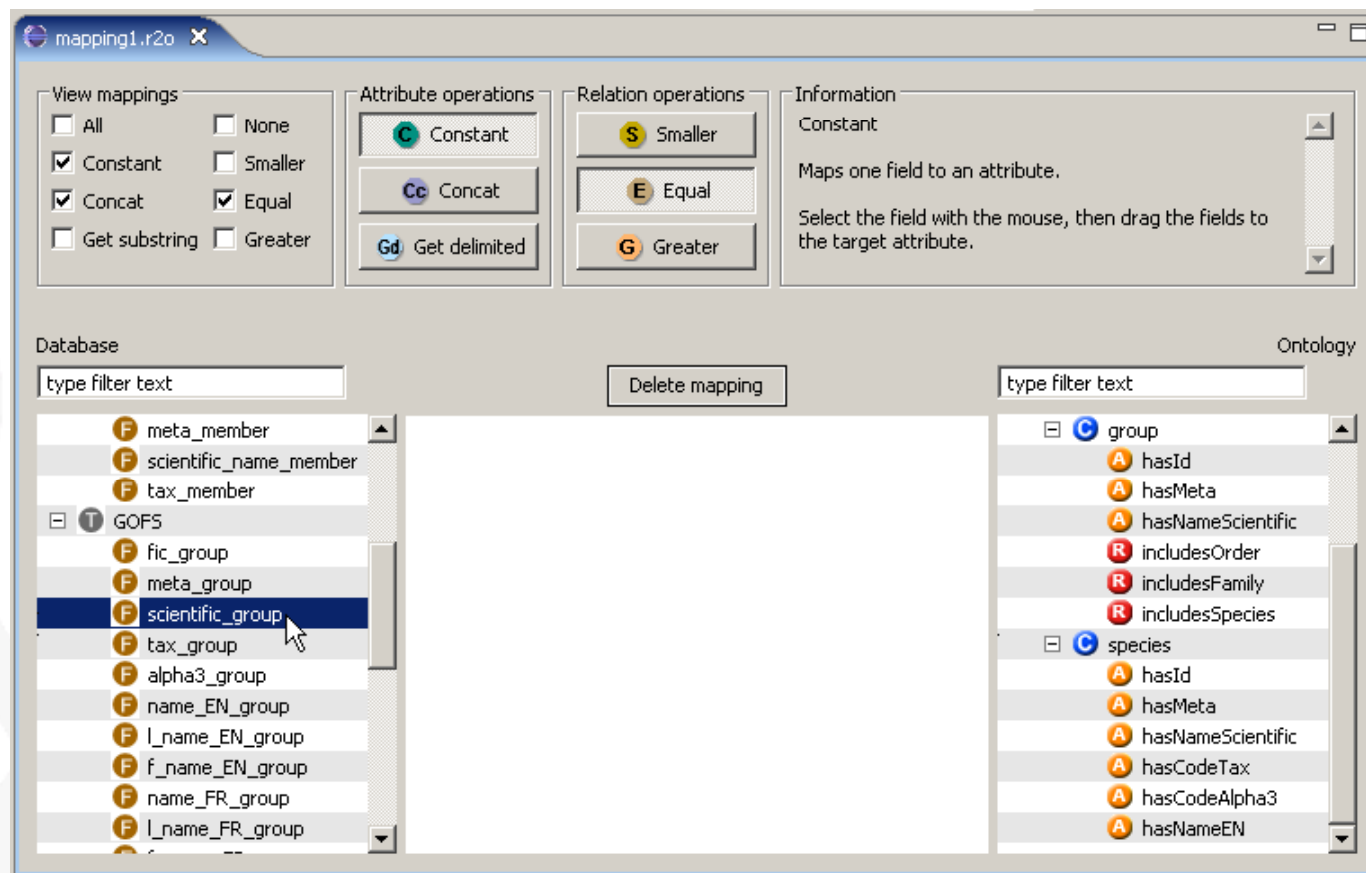 mapping1.r2o
View mappings
All
None
Constant
Smaller
Concat
Equal
Get substring
Greater
Attribute operations
C Constant
Cc Concat
Gd Get delimited
Relation operations
S Smaller
E Equal
G Greater
Information
Constant
Maps one field to an attribute.
Select the field with the mouse, then drag the fields to
the target attribute.
Database
type filter text
F meta_member
F scientific_name_member
F tax_member
T GOFS
F fic_group
F meta_group
F scientific_group
F tax_group
F alpha3_group
F name_EN_group
F l_name_EN_group
F f_name_EN_group
F name_FR_group
F l_name_FR_group
Delete mapping
Ontology
type filter text
C group
A hasId
A hasMeta
A hasNameScientific
R includesOrder
R includesFamily
R includesSpecies
C species
A hasId
A hasMeta
A hasNameScientific
A hasCodeTax
A hasCodeAlpha3
A hasNameEN